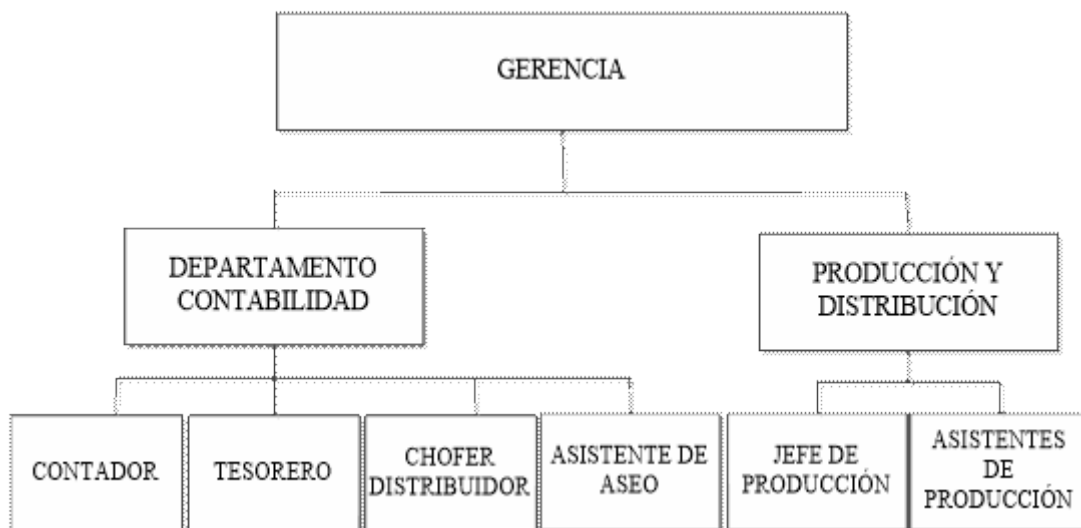 GERENCIA
DEPARTAMENTO
CONTABILIDAD
PRODUCCIÓN Y
DISTRIBUCIÓN
CONTADOR
TESORERO
CHOFER
DISTRIBUIDOR
ASISTENTE DE
ASEO
JEFE DE
PRODUCCIÓN
ASISTENTES
DE
PRODUCCIÓN